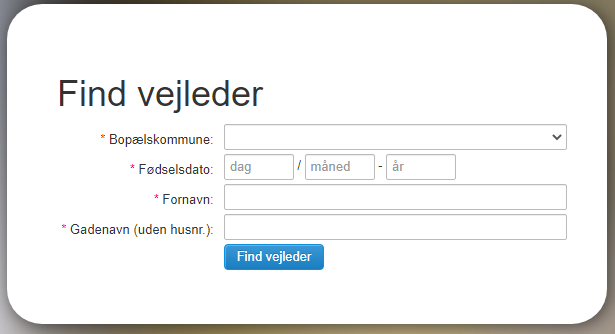 Find vejleder
* Bopælskommune:
* Fødselsdato: dag / måned - år
* Fornavn:
* Gadenavn (uden husnr.):
Find vejleder